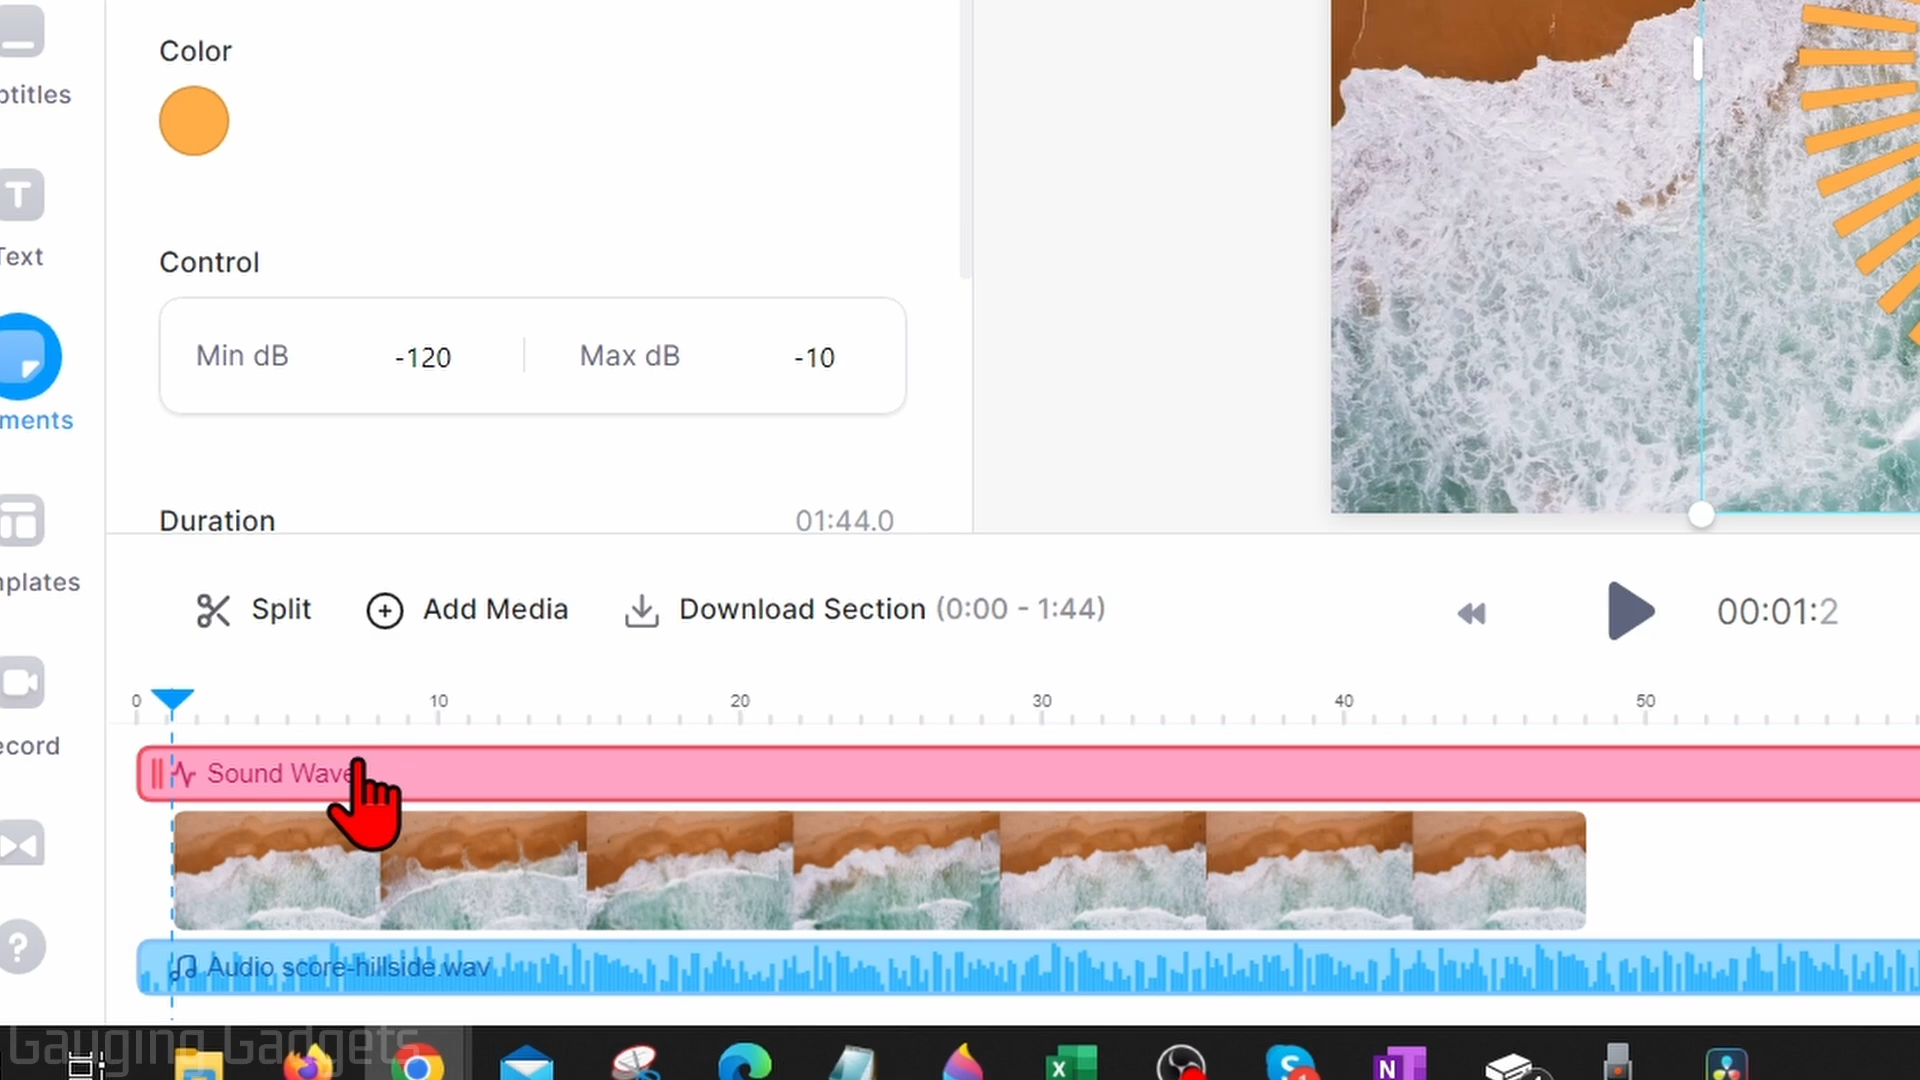 Color
btitles
Text
Control
Min dB -120 Max dB -10
ments
Duration 01:44.0
nplates
Split Add Media Download Section (0:00 - 1:44) 00:01:2
0 10 20 30 40 50
ecord
Sound Wave
Audio score-hillside.wav
Gauging Gadgets